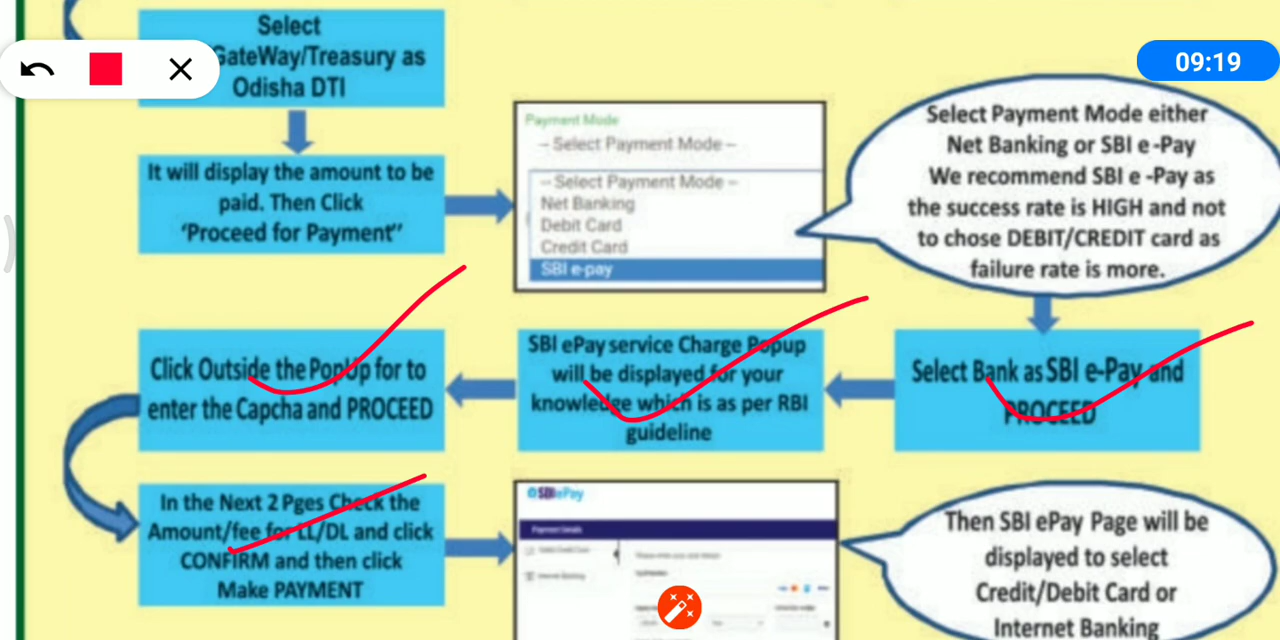 Select
GateWay/Treasury as
Odisha DTI
09:19
It will display the amount to be
paid. Then Click
‘Proceed for Payment’’
Payment Mode
-- Select Payment Mode --
-- Select Payment Mode --
Net Banking
Debit Card
Credit Card
SBI e-pay
Select Payment Mode either
Net Banking or SBI e -Pay
We recommend SBI e -Pay as
the success rate is HIGH and not
to chose DEBIT/CREDIT card as
failure rate is more.
Select Bank as SBI e-Pay and
PROCEED
SBI ePay service Charge Popup
will be displayed for your
knowledge which is as per RBI
guideline
Click Outside the PopUp for to
enter the Capcha and PROCEED
In the Next 2 Pges Check the
Amount/fee for LL/DL and click
CONFIRM and then click
Make PAYMENT
SBIePay
Payment Details
Internet Banking
Then SBI ePay Page will be
displayed to select
Credit/Debit Card or
Internet Banking